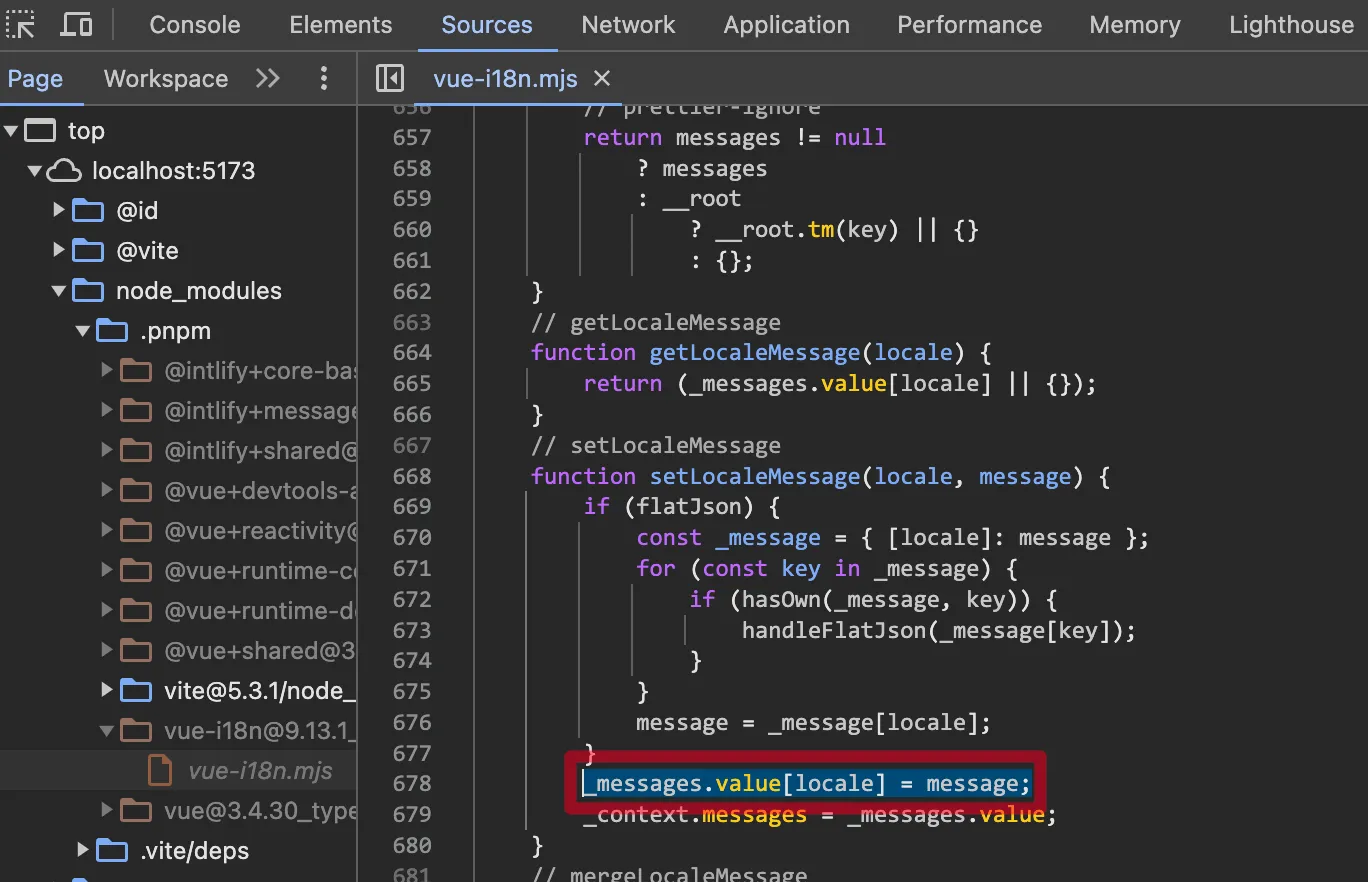 Console Elements Sources Network Application Performance Memory Lighthouse
Page Workspace
vue-i18n.mjs
top
localhost:5173
@id
@vite
node_modules
.pnpm
@intlify+core-bas
@intlify+message
@intlify+shared@
@vue+devtools-a
@vue+reactivity@
@vue+runtime-co
@vue+runtime-do
@vue+shared@3
vite@5.3.1/node_
vue-i18n@9.13.1_
vue-i18n.mjs
vue@3.4.30_type
.vite/deps
656 // prettier-ignore
657 return messages != null
658 ? messages
659 : __root
660 ? __root.tm(key) || {}
661 : {};
662 }
663 // getLocaleMessage
664 function getLocaleMessage(locale) {
665 return (_messages.value[locale] || {});
666 }
667 // setLocaleMessage
668 function setLocaleMessage(locale, message) {
669 if (flatJson) {
670 const _message = { [locale]: message };
671 for (const key in _message) {
672 if (hasOwn(_message, key)) {
673 handleFlatJson(_message[key]);
674 }
675 }
676 message = _message[locale];
677 }
678 _messages.value[locale] = message;
679 _context.messages = _messages.value;
680 }
681 // mergeLocaleMessage